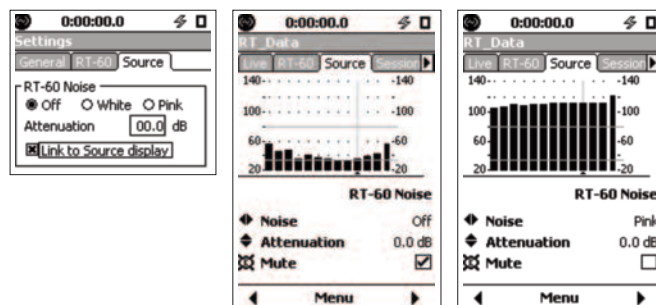 0:00:00.0
Settings
General RT-60 Source
RT-60 Noise
Off White Pink
Attenuation 00.0 dB
Link to Source display
0:00:00.0
RT_Data
Live RT-60 Source Session
140 -140
100 -100
60 -60
20 -20
RT-60 Noise
Noise Off
Attenuation 0.0 dB
Mute
Menu
0:00:00.0
RT_Data
Live RT-60 Source Session
140 -140
100 -100
60 -60
20 -20
RT-60 Noise
Noise Pink
Attenuation 0.0 dB
Mute
Menu